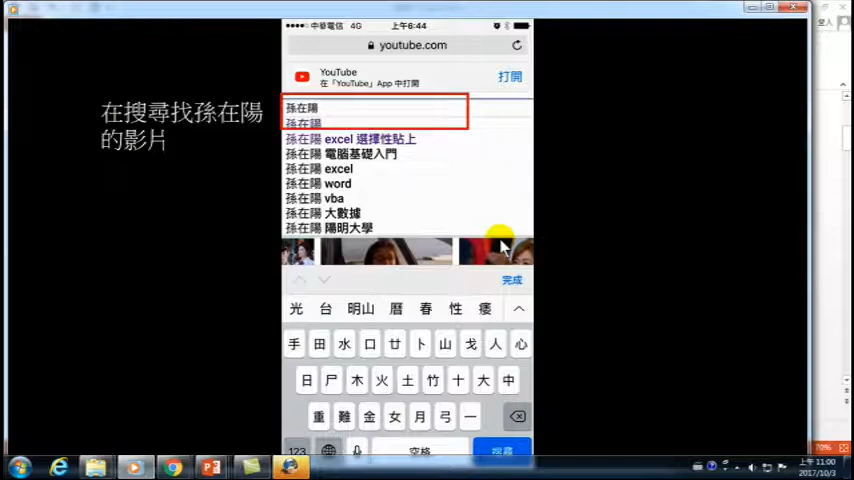 中華電信 4G 上午6:44
youtube.com
YouTube
在「YouTube」App 中打開
打開
孫在陽
孫在陽
孫在陽 excel 選擇性貼上
孫在陽 電腦基礎入門
孫在陽 excel
孫在陽 word
孫在陽 vba
孫在陽 大數據
孫在陽 陽明大學
在搜尋找孫在陽
的影片
完成
光 台 明山 曆 春 性 痿
手 田 水 口 廿 卜 山 戈 人 心
日 尸 木 火 土 竹 十 大 中
重 難 金 女 月 弓 一
123 空格 搜尋
登入
70%
上午 11:00
2017/10/3